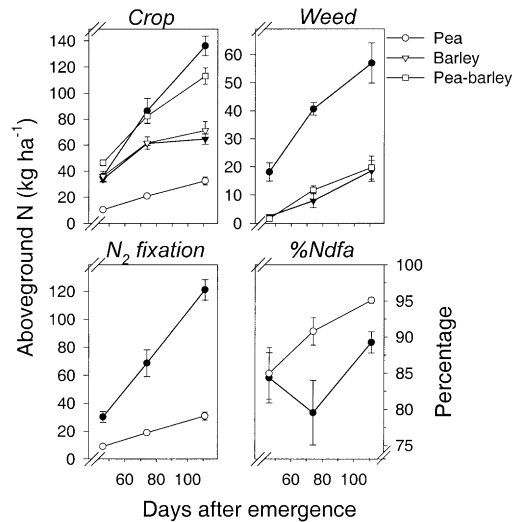 Crop
Weed
Pea
Barley
Pea-barley
140
120
100
80
60
40
20
0
60
50
40
30
20
10
0
Aboveground N (kg ha⁻¹)
N₂ fixation
%Ndfa
120
100
80
60
40
20
0
100
95
90
85
80
75
Percentage
60 80 100
60 80 100
Days after emergence